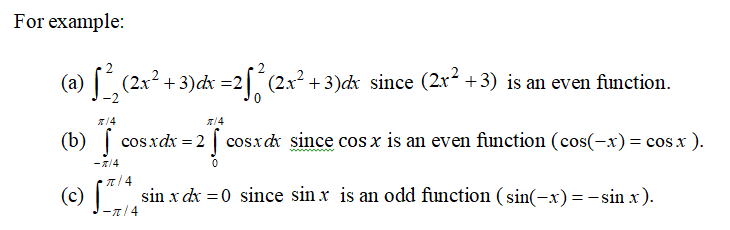 For example:
(a) ∫_{-2}^{2} (2x² + 3)dx = 2∫_{0}^{2} (2x² + 3)dx since (2x² + 3) is an even function.
(b) ∫_{-π/4}^{π/4} cos x dx = 2 ∫_{0}^{π/4} cos x dx since cos x is an even function (cos(−x) = cos x ).
(c) ∫_{-π/4}^{π/4} sin x dx = 0 since sin x is an odd function ( sin(−x) = − sin x ).